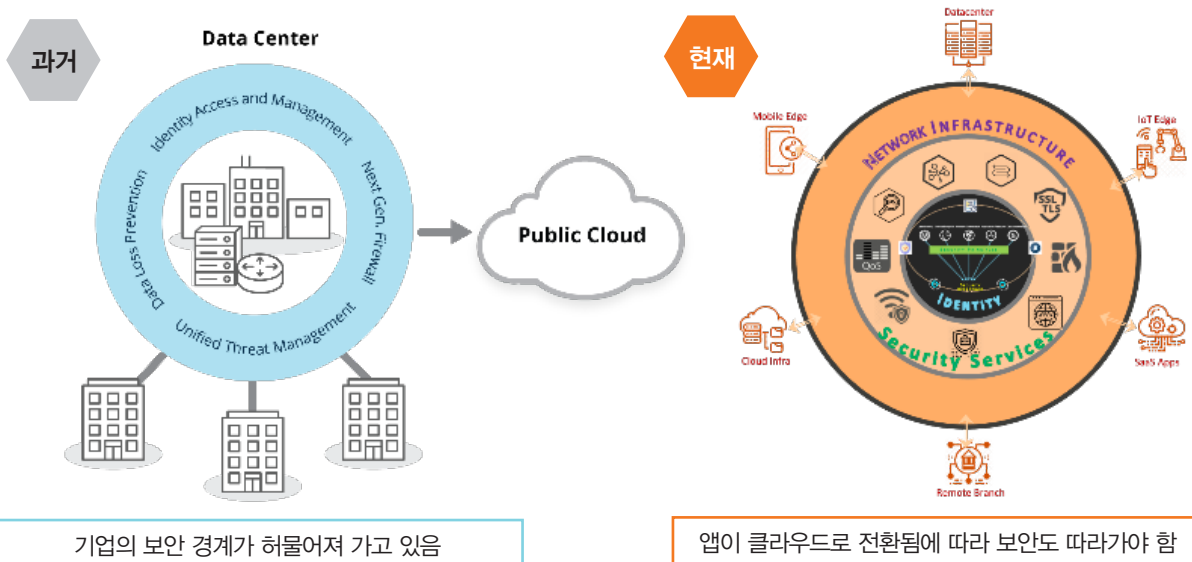 과거
Data Center
Identity Access and Management
Next Gen. Firewall
Data Loss Prevention
Unified Threat Management
Public Cloud
기업의 보안 경계가 허물어져 가고 있음
현재
Datacenter
Mobile Edge
IoT Edge
NETWORK INFRASTRUCTURE
SSL
TLS
QoS
IDENTITY
Security Services
Cloud Infra
SaaS Apps
Remote Branch
앱이 클라우드로 전환됨에 따라 보안도 따라가야 함